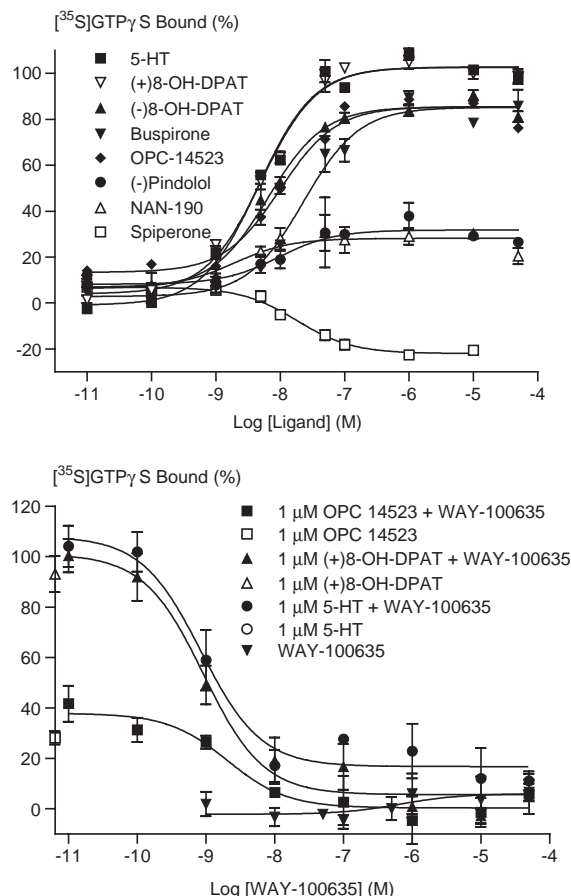 [³⁵S]GTPγ S Bound (%)
5-HT
(+)8-OH-DPAT
(-)8-OH-DPAT
Buspirone
OPC-14523
(-)Pindolol
NAN-190
Spiperone
100
80
60
40
20
0
-20
-11 -10 -9 -8 -7 -6 -5 -4
Log [Ligand] (M)
[³⁵S]GTPγ S Bound (%)
1 μM OPC 14523 + WAY-100635
1 μM OPC 14523
1 μM (+)8-OH-DPAT + WAY-100635
1 μM (+)8-OH-DPAT
1 μM 5-HT + WAY-100635
1 μM 5-HT
WAY-100635
120
100
80
60
40
20
0
-11 -10 -9 -8 -7 -6 -5 -4
Log [WAY-100635] (M)